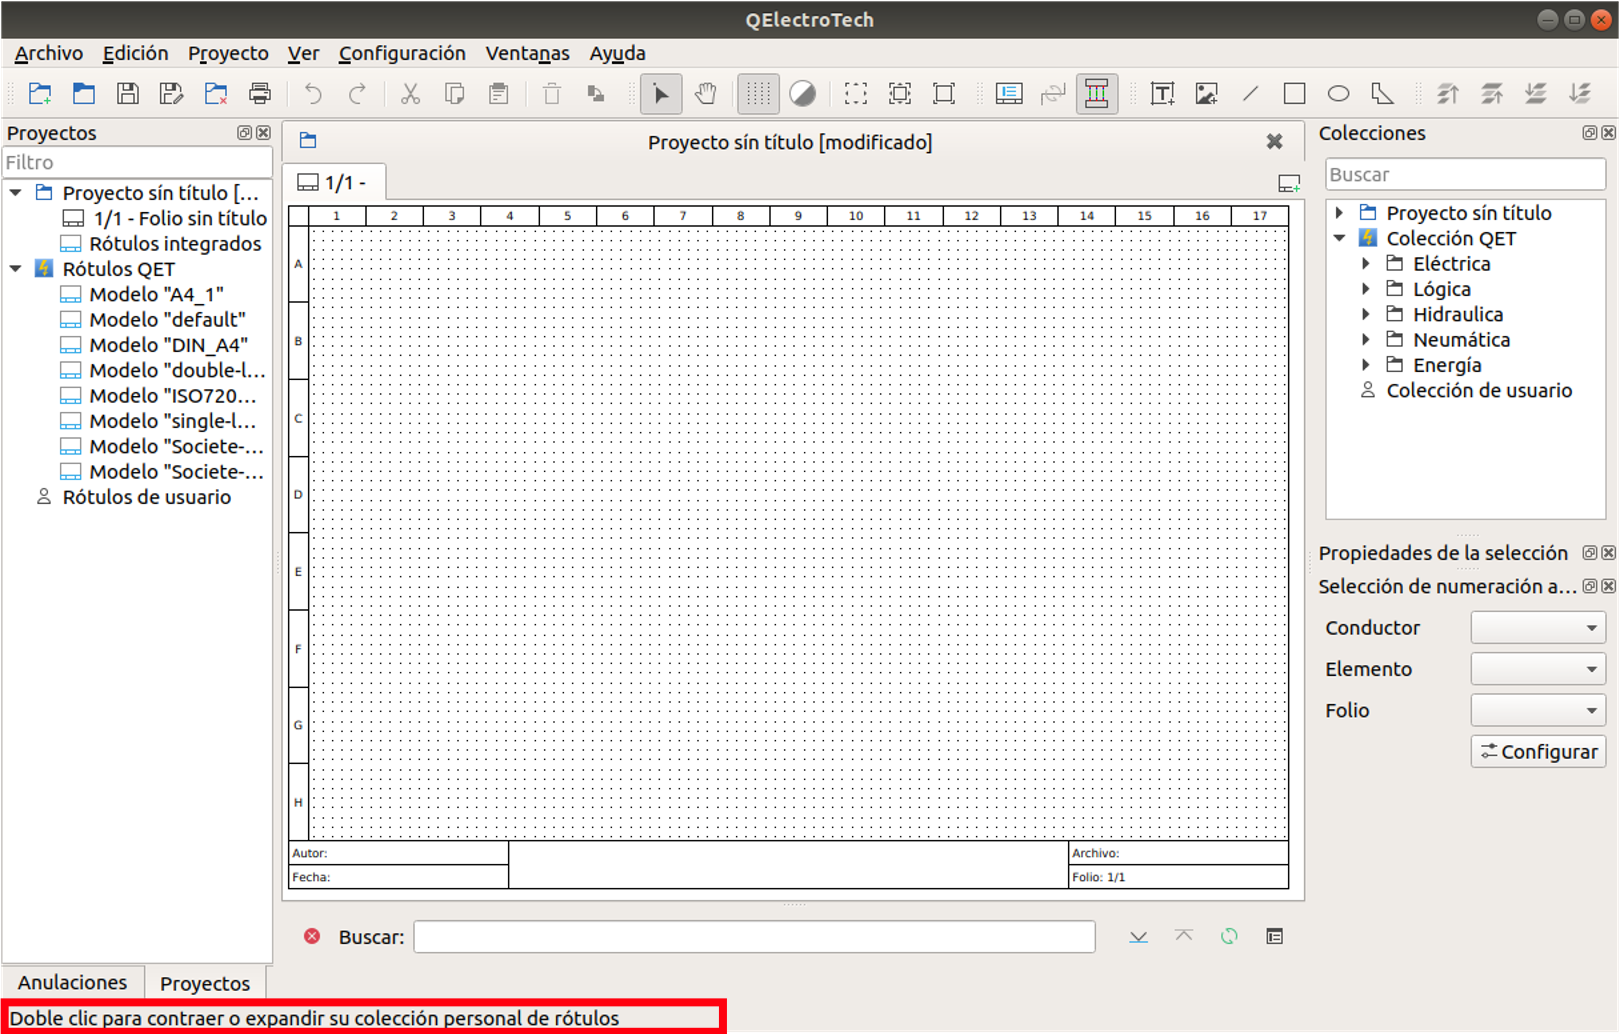 QElectroTech
Archivo Edición Proyecto Ver Configuración Ventanas Ayuda
Proyectos
Filtro
Proyecto sín título [...
1/1 - Folio sin título
Rótulos integrados
Rótulos QET
Modelo "A4_1"
Modelo "default"
Modelo "DIN_A4"
Modelo "double-l...
Modelo "ISO720...
Modelo "single-l...
Modelo "Societe-...
Modelo "Societe-...
Rótulos de usuario
Anulaciones Proyectos
Proyecto sín título [modificado]
1/1 -
1 2 3 4 5 6 7 8 9 10 11 12 13 14 15 16 17
A
B
C
D
E
F
G
H
Autor:
Fecha:
Archivo:
Folio: 1/1
Buscar:
Colecciones
Buscar
Proyecto sín título
Colección QET
Eléctrica
Lógica
Hidraulica
Neumática
Energía
Colección de usuario
Propiedades de la selección
Selección de numeración a...
Conductor
Elemento
Folio
Configurar
Doble clic para contraer o expandir su colección personal de rótulos